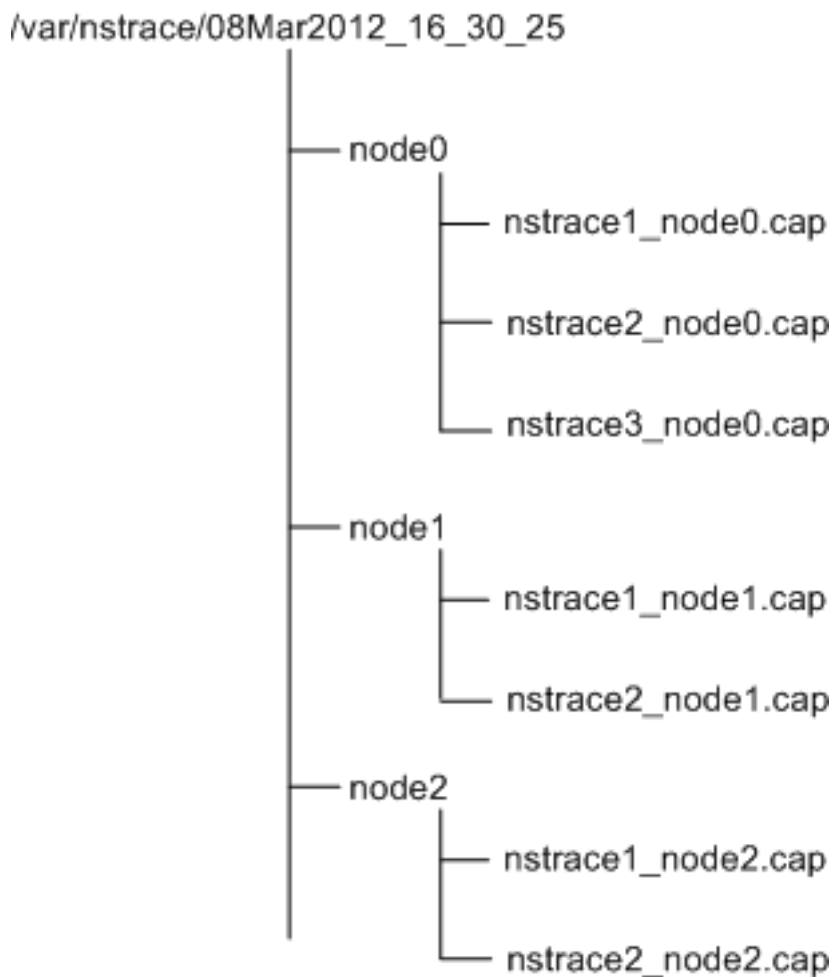 /var/nstrace/08Mar2012_16_30_25
node0
nstrace1_node0.cap
nstrace2_node0.cap
nstrace3_node0.cap
node1
nstrace1_node1.cap
nstrace2_node1.cap
node2
nstrace1_node2.cap
nstrace2_node2.cap